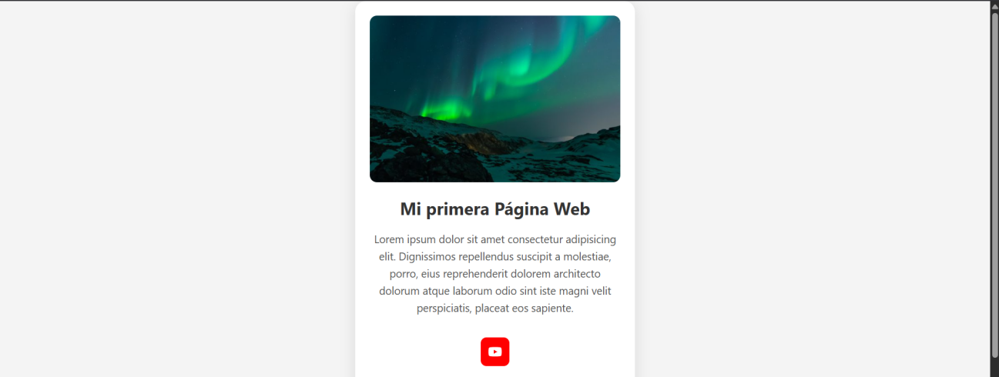 Mi primera Página Web
Lorem ipsum dolor sit amet consectetur adipisicing
elit. Dignissimos repellendus suscipit a molestiae,
porro, eius reprehenderit dolorem architecto
dolorum atque laborum odio sint iste magni velit
perspiciatis, placeat eos sapiente.